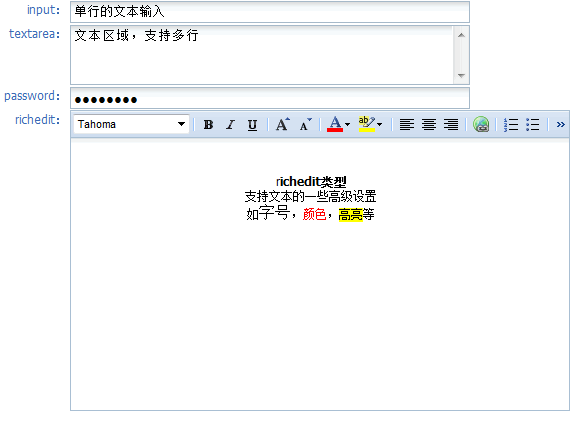 input: 单行的文本输入
textarea: 文本区域，支持多行
password: ●●●●●●●●
richedit:
Tahoma B I U A A A ab »
richedit类型
支持文本的一些高级设置
如字号，颜色，高亮等